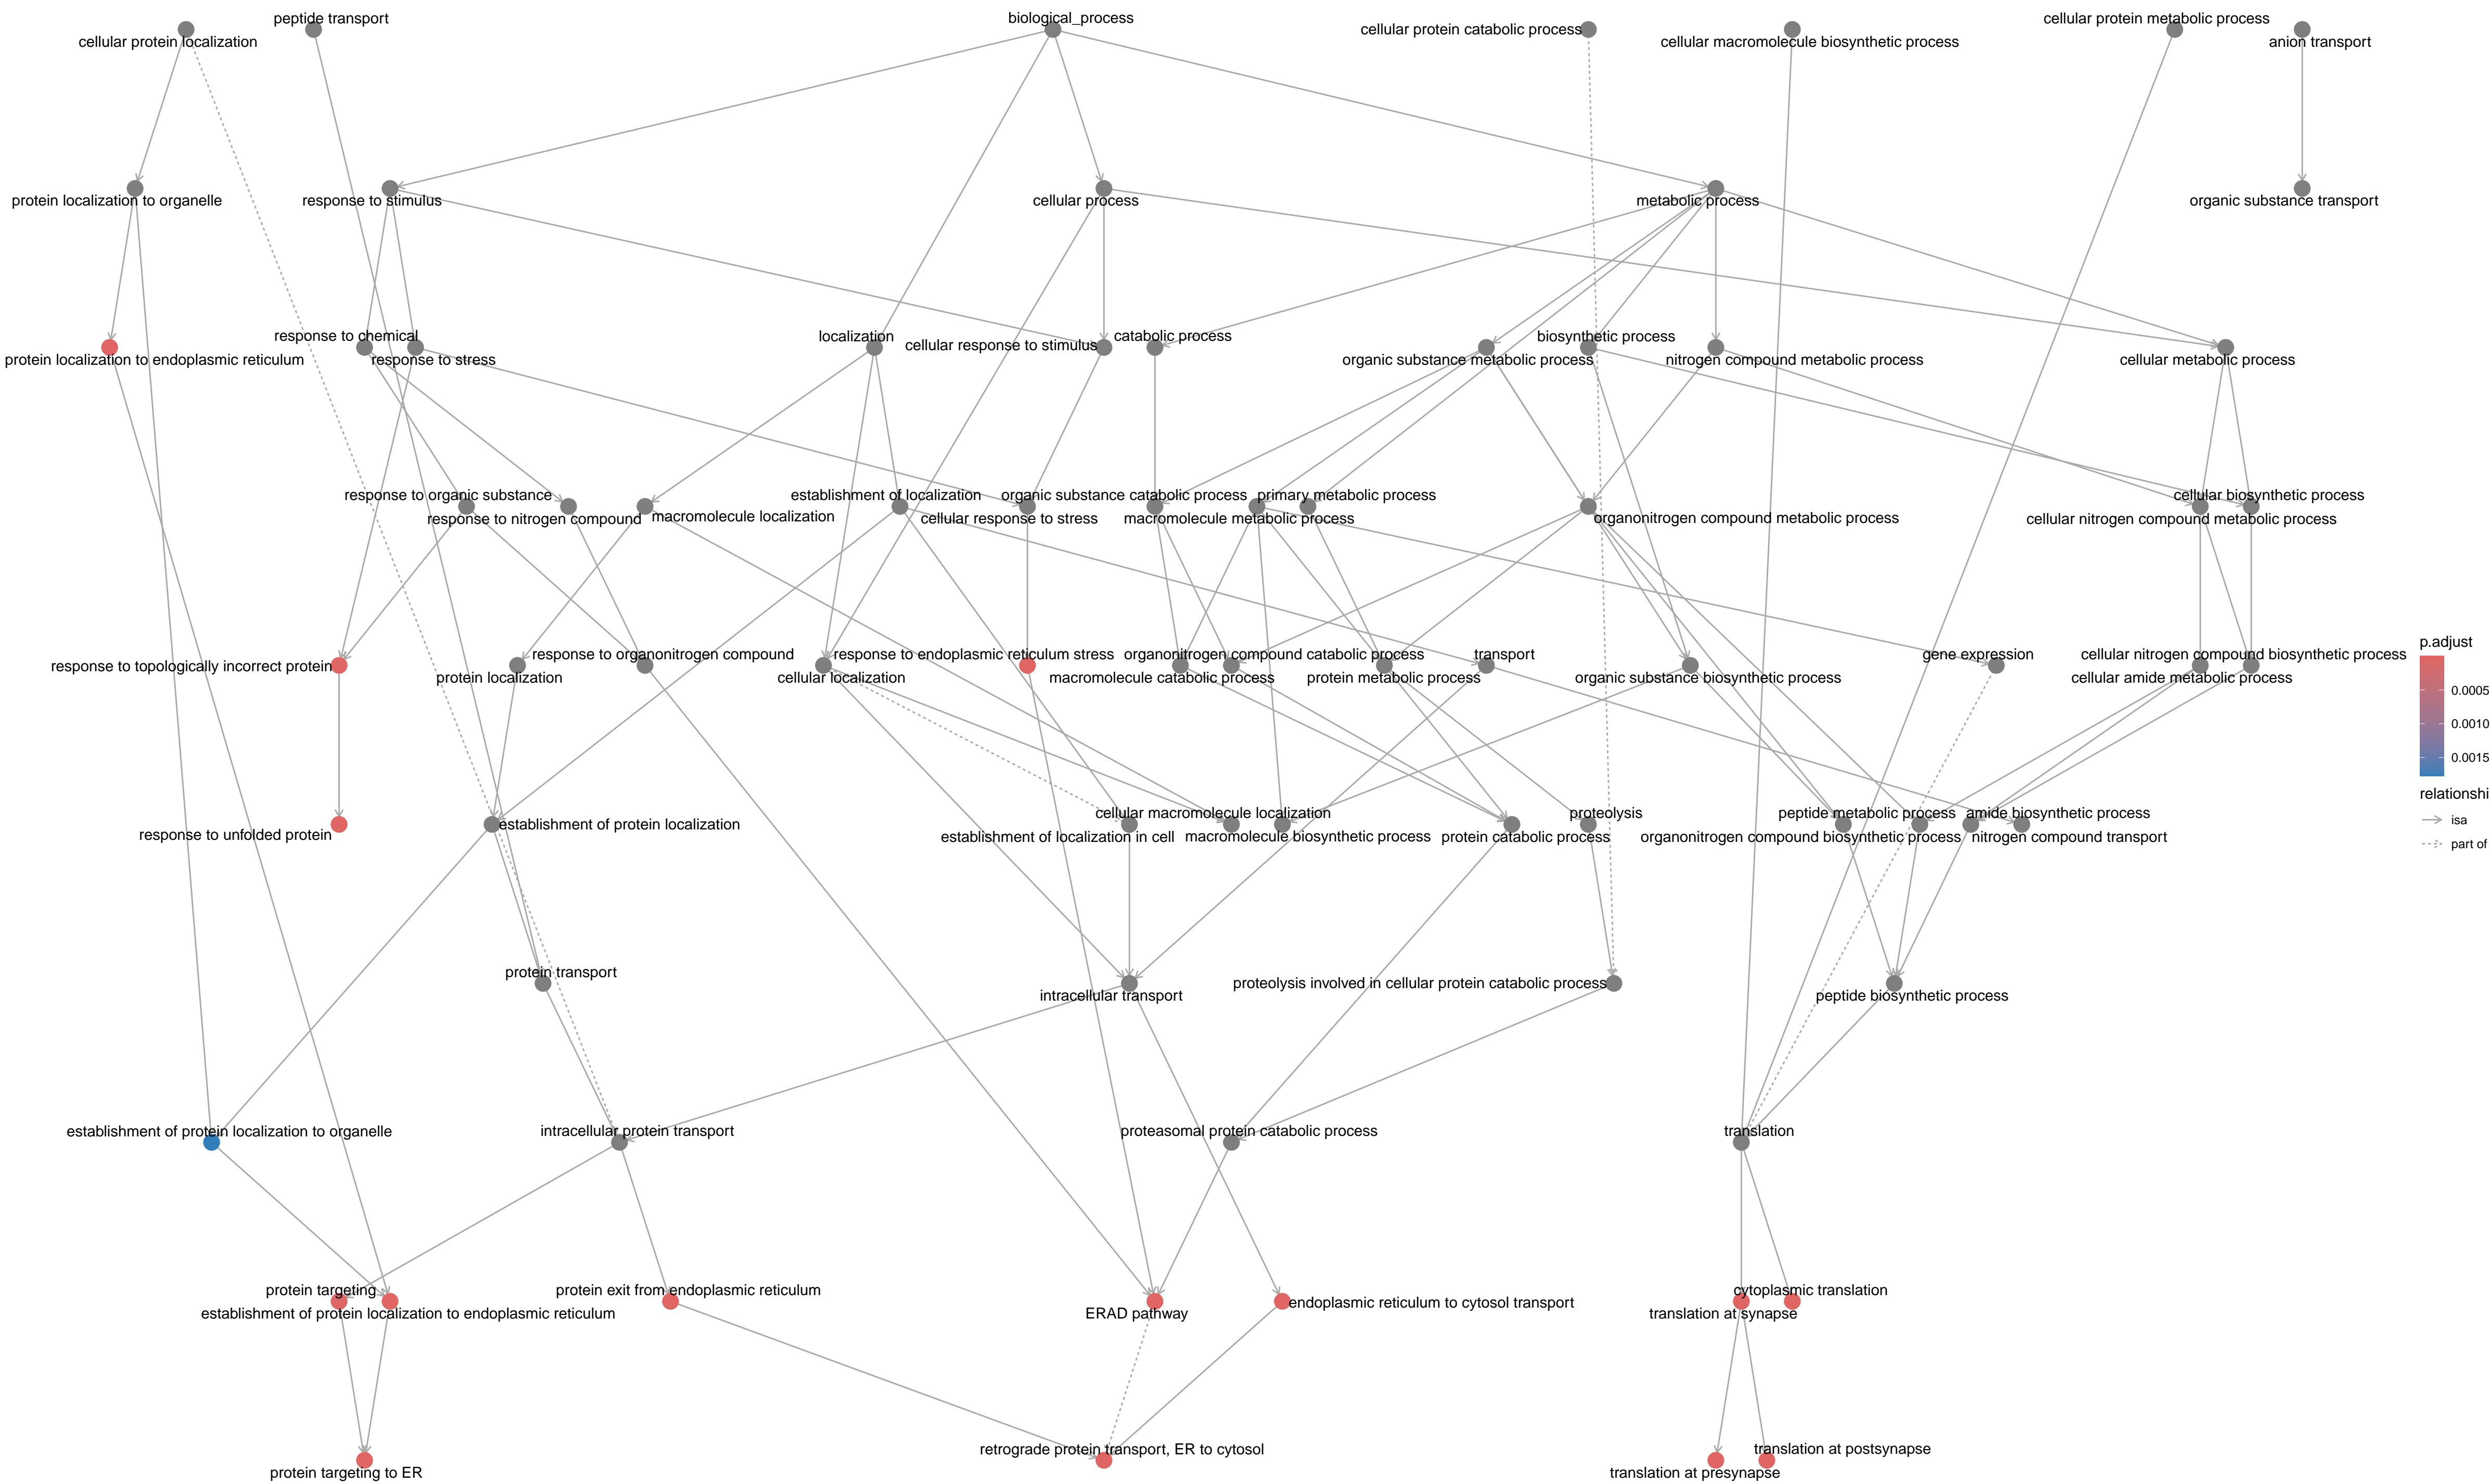 peptide transport
biological_process
cellular protein metabolic process
cellular protein catabolic process
cellular protein localization
cellular macromolecule biosynthetic process
anion transport
protein localization to organelle
response to stimulus
cellular process
metabolic process
organic substance transport
response to chemical
localization
catabolic process
biosynthetic process
cellular response to stimulus
protein localization to endoplasmic reticulum
response to stress
organic substance metabolic process
nitrogen compound metabolic process
cellular metabolic process
response to organic substance
establishment of localization
organic substance catabolic process
primary metabolic process
cellular biosynthetic process
response to nitrogen compound
macromolecule localization
cellular response to stress
macromolecule metabolic process
organonitrogen compound metabolic process
cellular nitrogen compound metabolic process
response to organonitrogen compound
response to endoplasmic reticulum stress
organonitrogen compound catabolic process
transport
gene expression
cellular nitrogen compound biosynthetic process
response to topologically incorrect protein
protein localization
cellular localization
macromolecule catabolic process
protein metabolic process
organic substance biosynthetic process
cellular amide metabolic process
p.adjust
0.0005
0.0010
0.0015
relationshi
isa
part of
cellular macromolecule localization
proteolysis
peptide metabolic process
amide biosynthetic process
response to unfolded protein
establishment of protein localization
establishment of localization in cell
macromolecule biosynthetic process
protein catabolic process
organonitrogen compound biosynthetic process
nitrogen compound transport
protein transport
intracellular transport
proteolysis involved in cellular protein catabolic process
peptide biosynthetic process
establishment of protein localization to organelle
intracellular protein transport
proteasomal protein catabolic process
translation
protein targeting
protein exit from endoplasmic reticulum
cytoplasmic translation
establishment of protein localization to endoplasmic reticulum
ERAD pathway
endoplasmic reticulum to cytosol transport
translation at synapse
retrograde protein transport, ER to cytosol
translation at postsynapse
protein targeting to ER
translation at presynapse